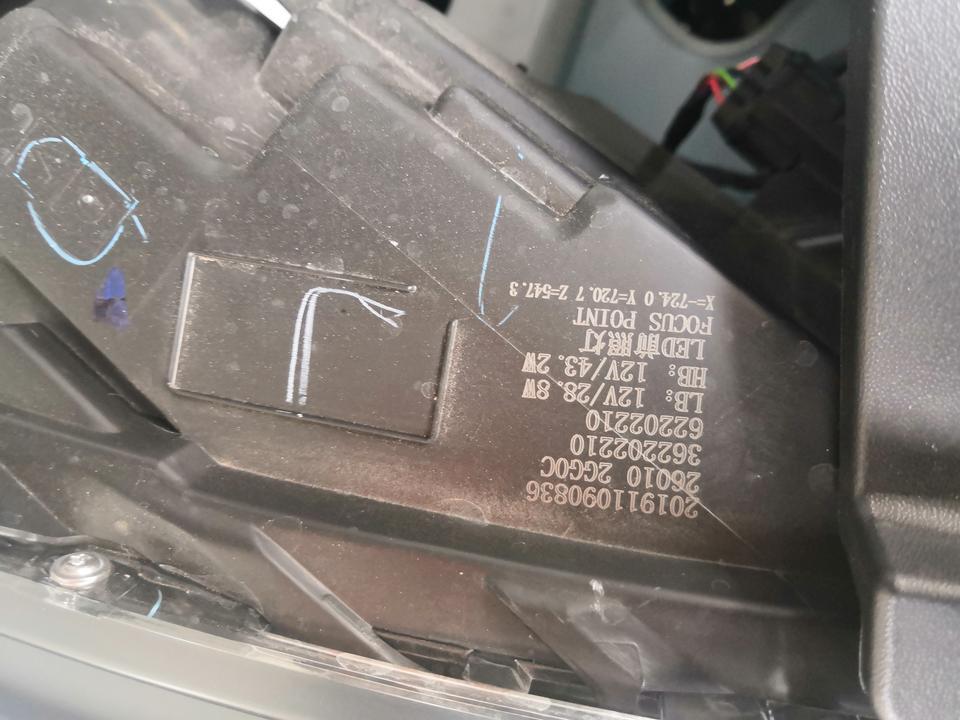 201911090836
26010 2GG0C
362202210
62202210
LB: 12V/28. 8W
HB: 12V/43. 2W
LED前照灯
FOCUS POINT
X=-724. 0 Y=720. 7 Z=547. 3